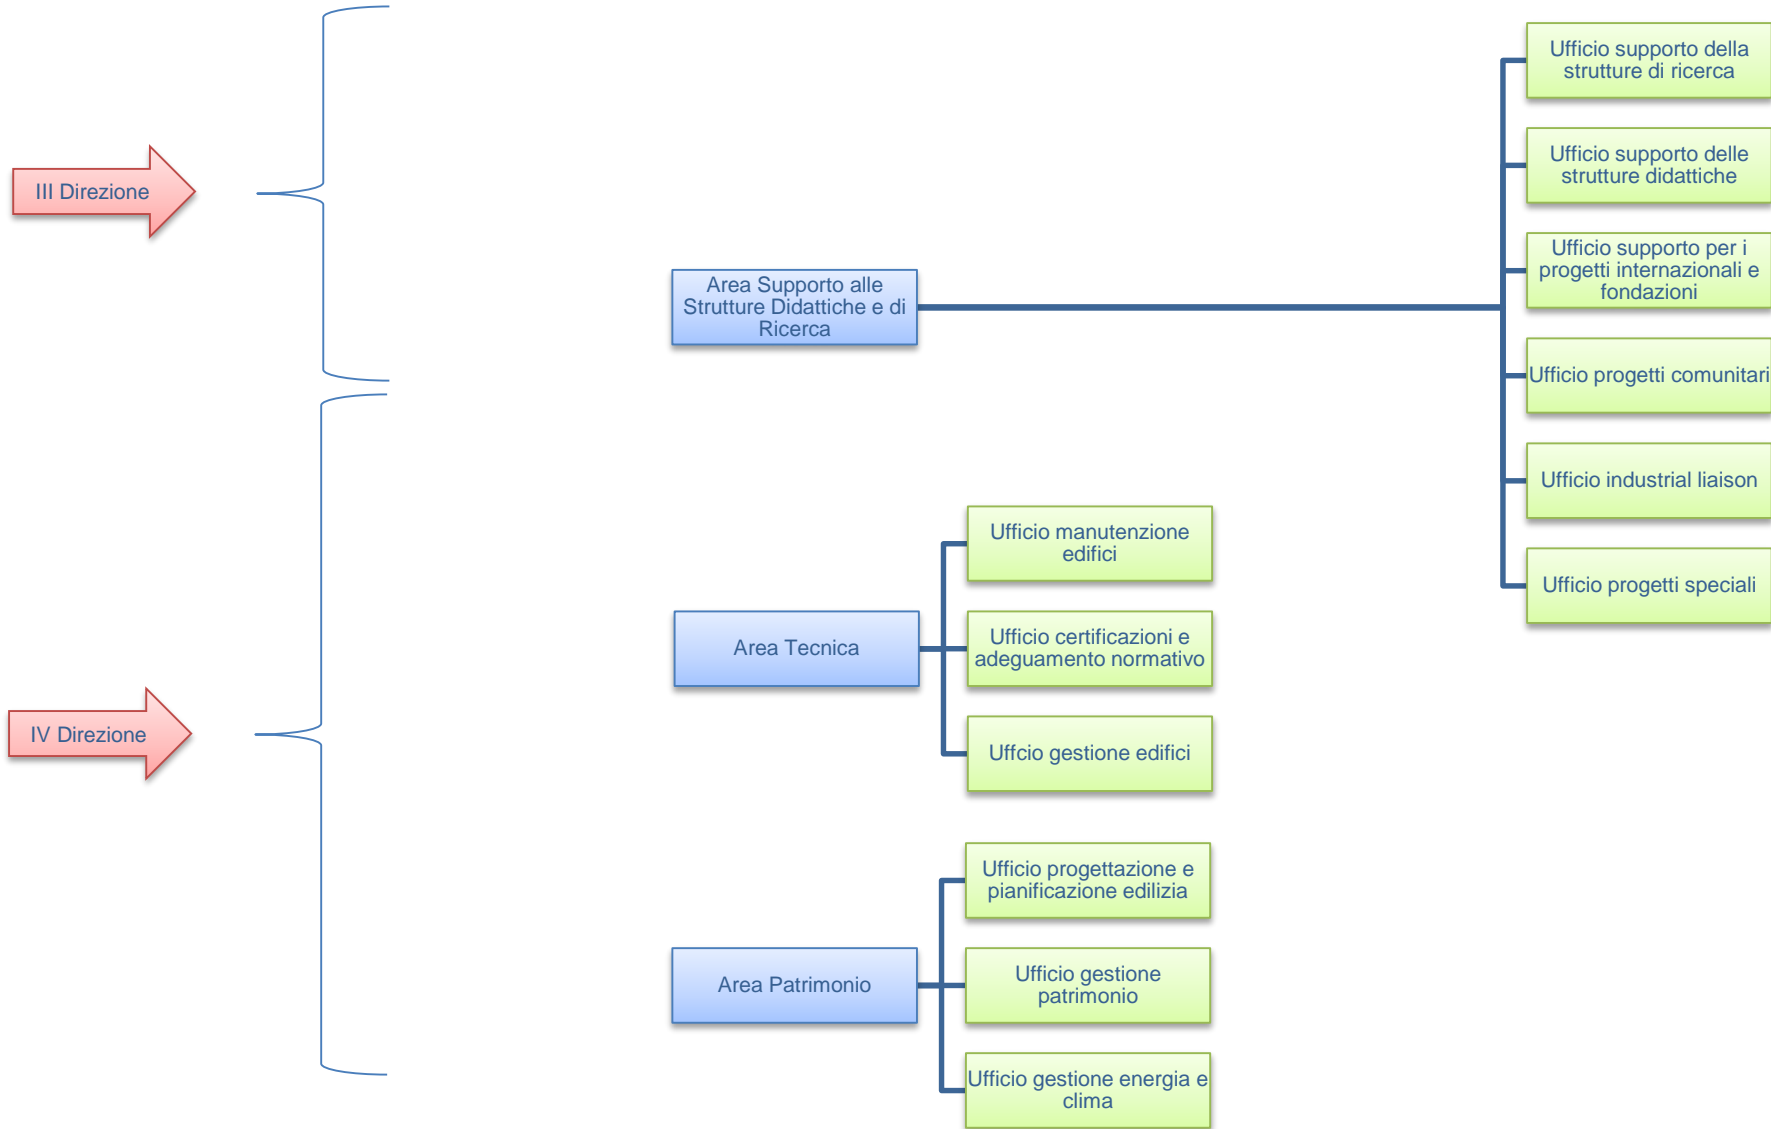 III Direzione
Area Supporto alle
Strutture Didattiche e di
Ricerca
Ufficio supporto della
strutture di ricerca
Ufficio supporto delle
strutture didattiche
Ufficio supporto per i
progetti internazionali e
fondazioni
Ufficio progetti comunitari
Ufficio industrial liaison
Ufficio progetti speciali
IV Direzione
Area Tecnica
Ufficio manutenzione
edifici
Ufficio certificazioni e
adeguamento normativo
Uffcio gestione edifici
Area Patrimonio
Ufficio progettazione e
pianificazione edilizia
Ufficio gestione
patrimonio
Ufficio gestione energia e
clima